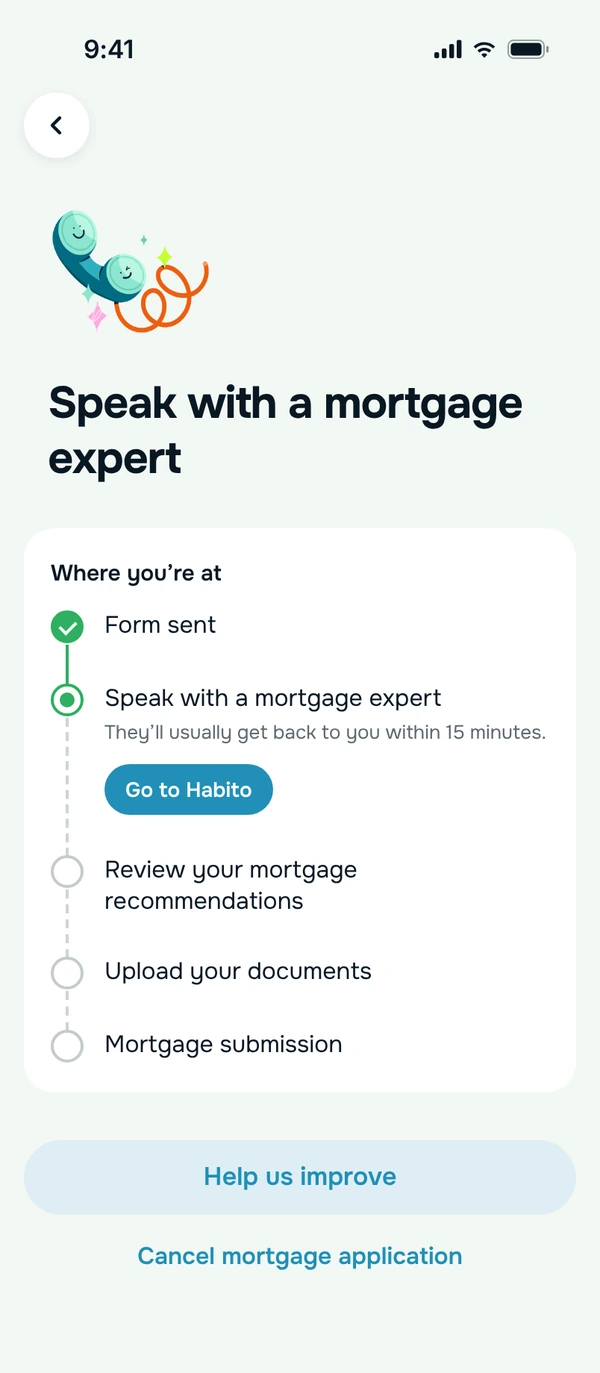 9:41
Speak with a mortgage
expert
Where you’re at
Form sent
Speak with a mortgage expert
They’ll usually get back to you within 15 minutes.
Go to Habito
Review your mortgage
recommendations
Upload your documents
Mortgage submission
Help us improve
Cancel mortgage application